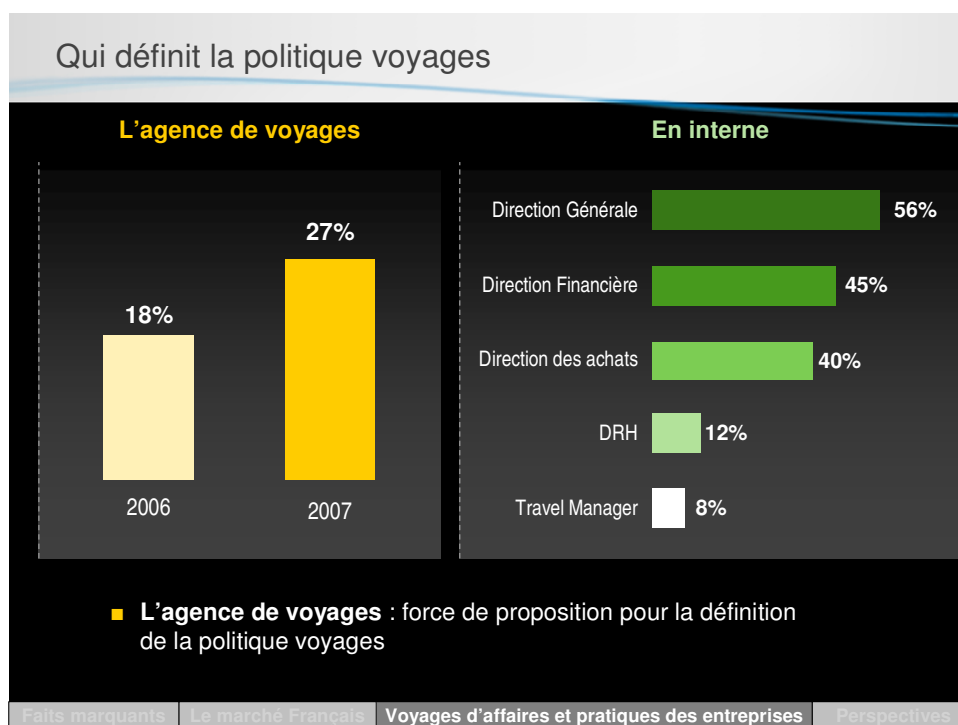 Qui définit la politique voyages
L'agence de voyages
En interne
27%
18%
2006
2007
Direction Générale
56%
Direction Financière
45%
Direction des achats
40%
DRH
12%
Travel Manager
8%
■ L'agence de voyages : force de proposition pour la définition
de la politique voyages
Faits marquants
Le marché Français
Voyages d'affaires et pratiques des entreprises
Perspectives